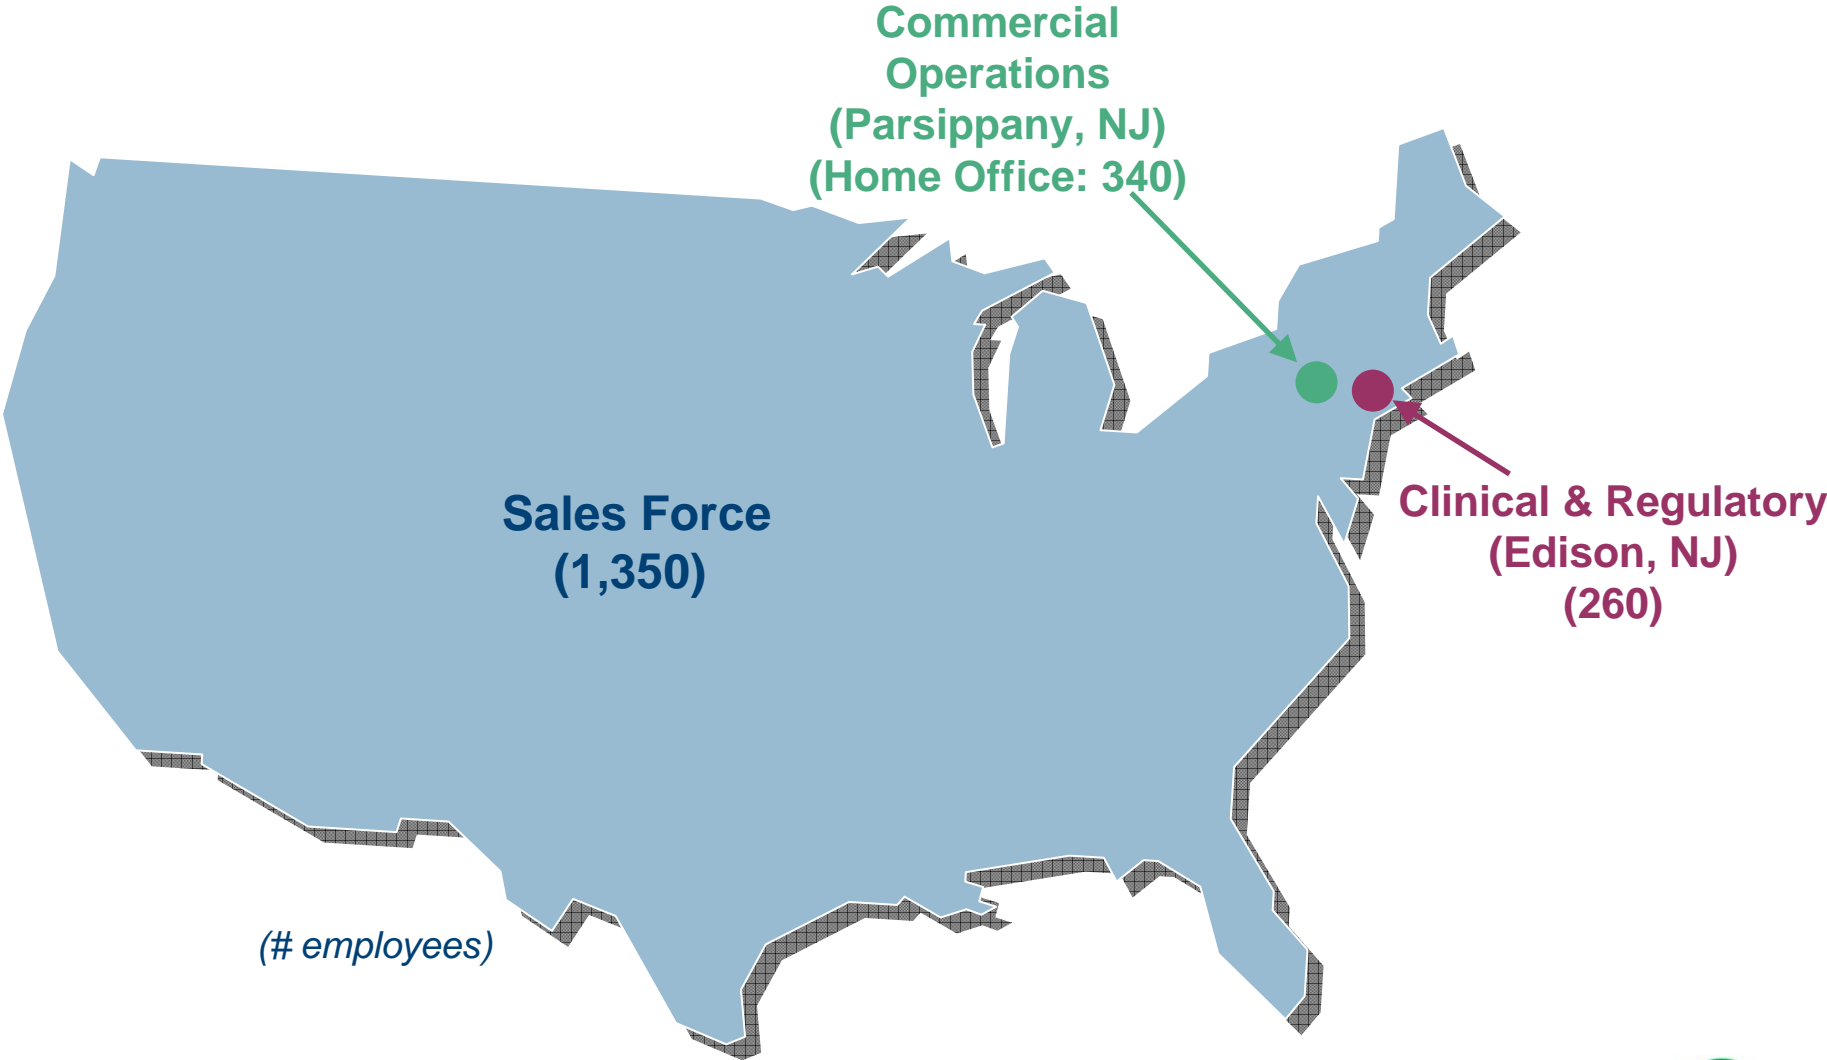 Commercial
Operations
(Parsippany, NJ)
(Home Office: 340)
Sales Force
(1,350)
Clinical & Regulatory
(Edison, NJ)
(260)
(# employees)